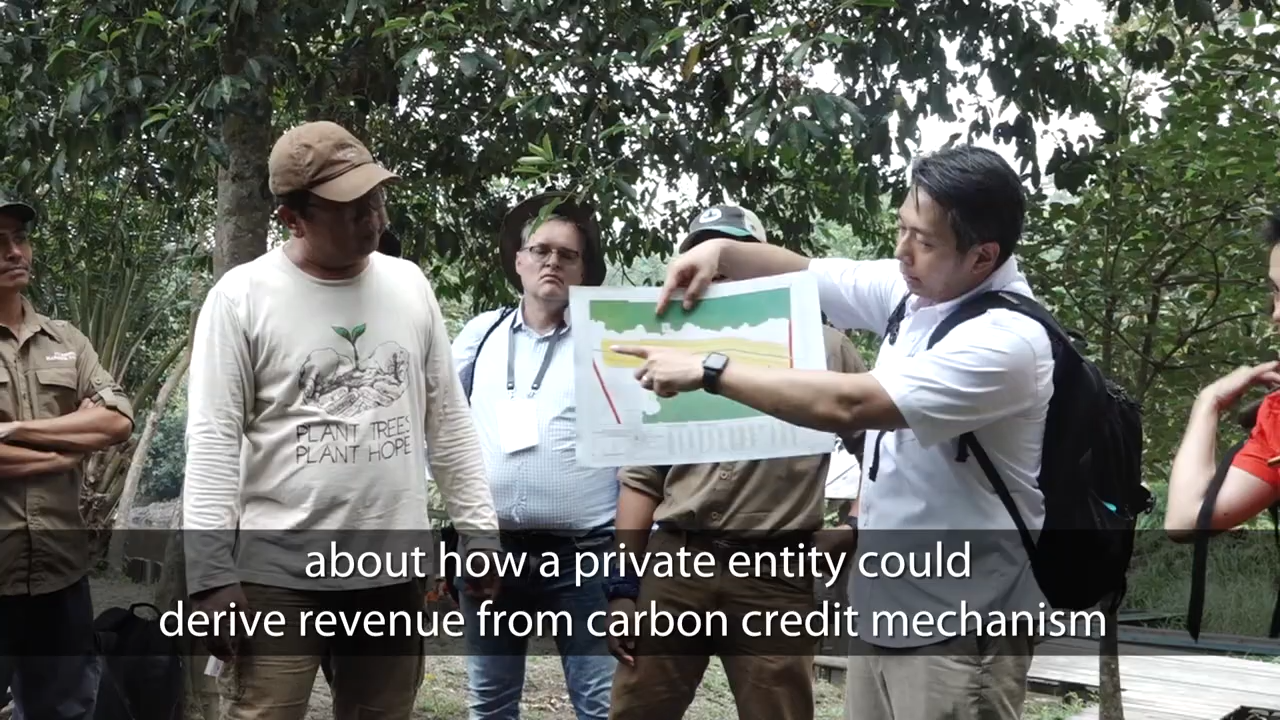 PLANT TREES
PLANT HOPE
about how a private entity could
derive revenue from carbon credit mechanism